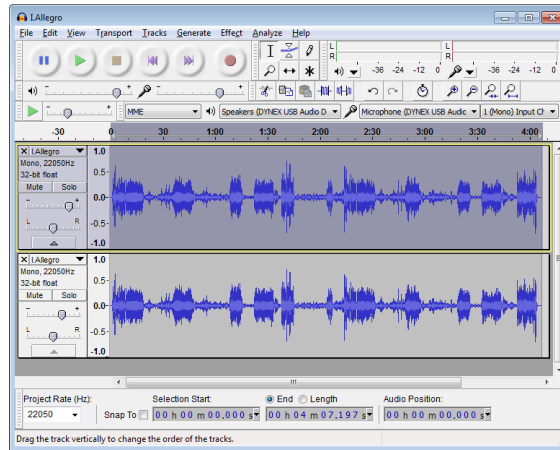 I.Allegro
File Edit View Transport Tracks Generate Effect Analyze Help
L
R
L
R
-36 -24 -12 0 -36 -24 -12 0
MME Speakers (DYNEX USB Audio D Microphone (DYNEX USB Audio 1 (Mono) Input Ch
-30 0 30 1:00 1:30 2:00 2:30 3:00 3:30 4:00
I.Allegro
Mono, 22050Hz
32-bit float
Mute Solo
- +
L R
1.0
0.5-
0.0-
-0.5-
-1.0
I.Allegro
Mono, 22050Hz
32-bit float
Mute Solo
- +
L R
1.0
0.5-
0.0-
-0.5-
-1.0
Project Rate (Hz): Selection Start: End Length Audio Position:
22050 Snap To 00 h 00 m 00,000 s 00 h 04 m 07,197 s 00 h 00 m 00,000 s
Drag the track vertically to change the order of the tracks.